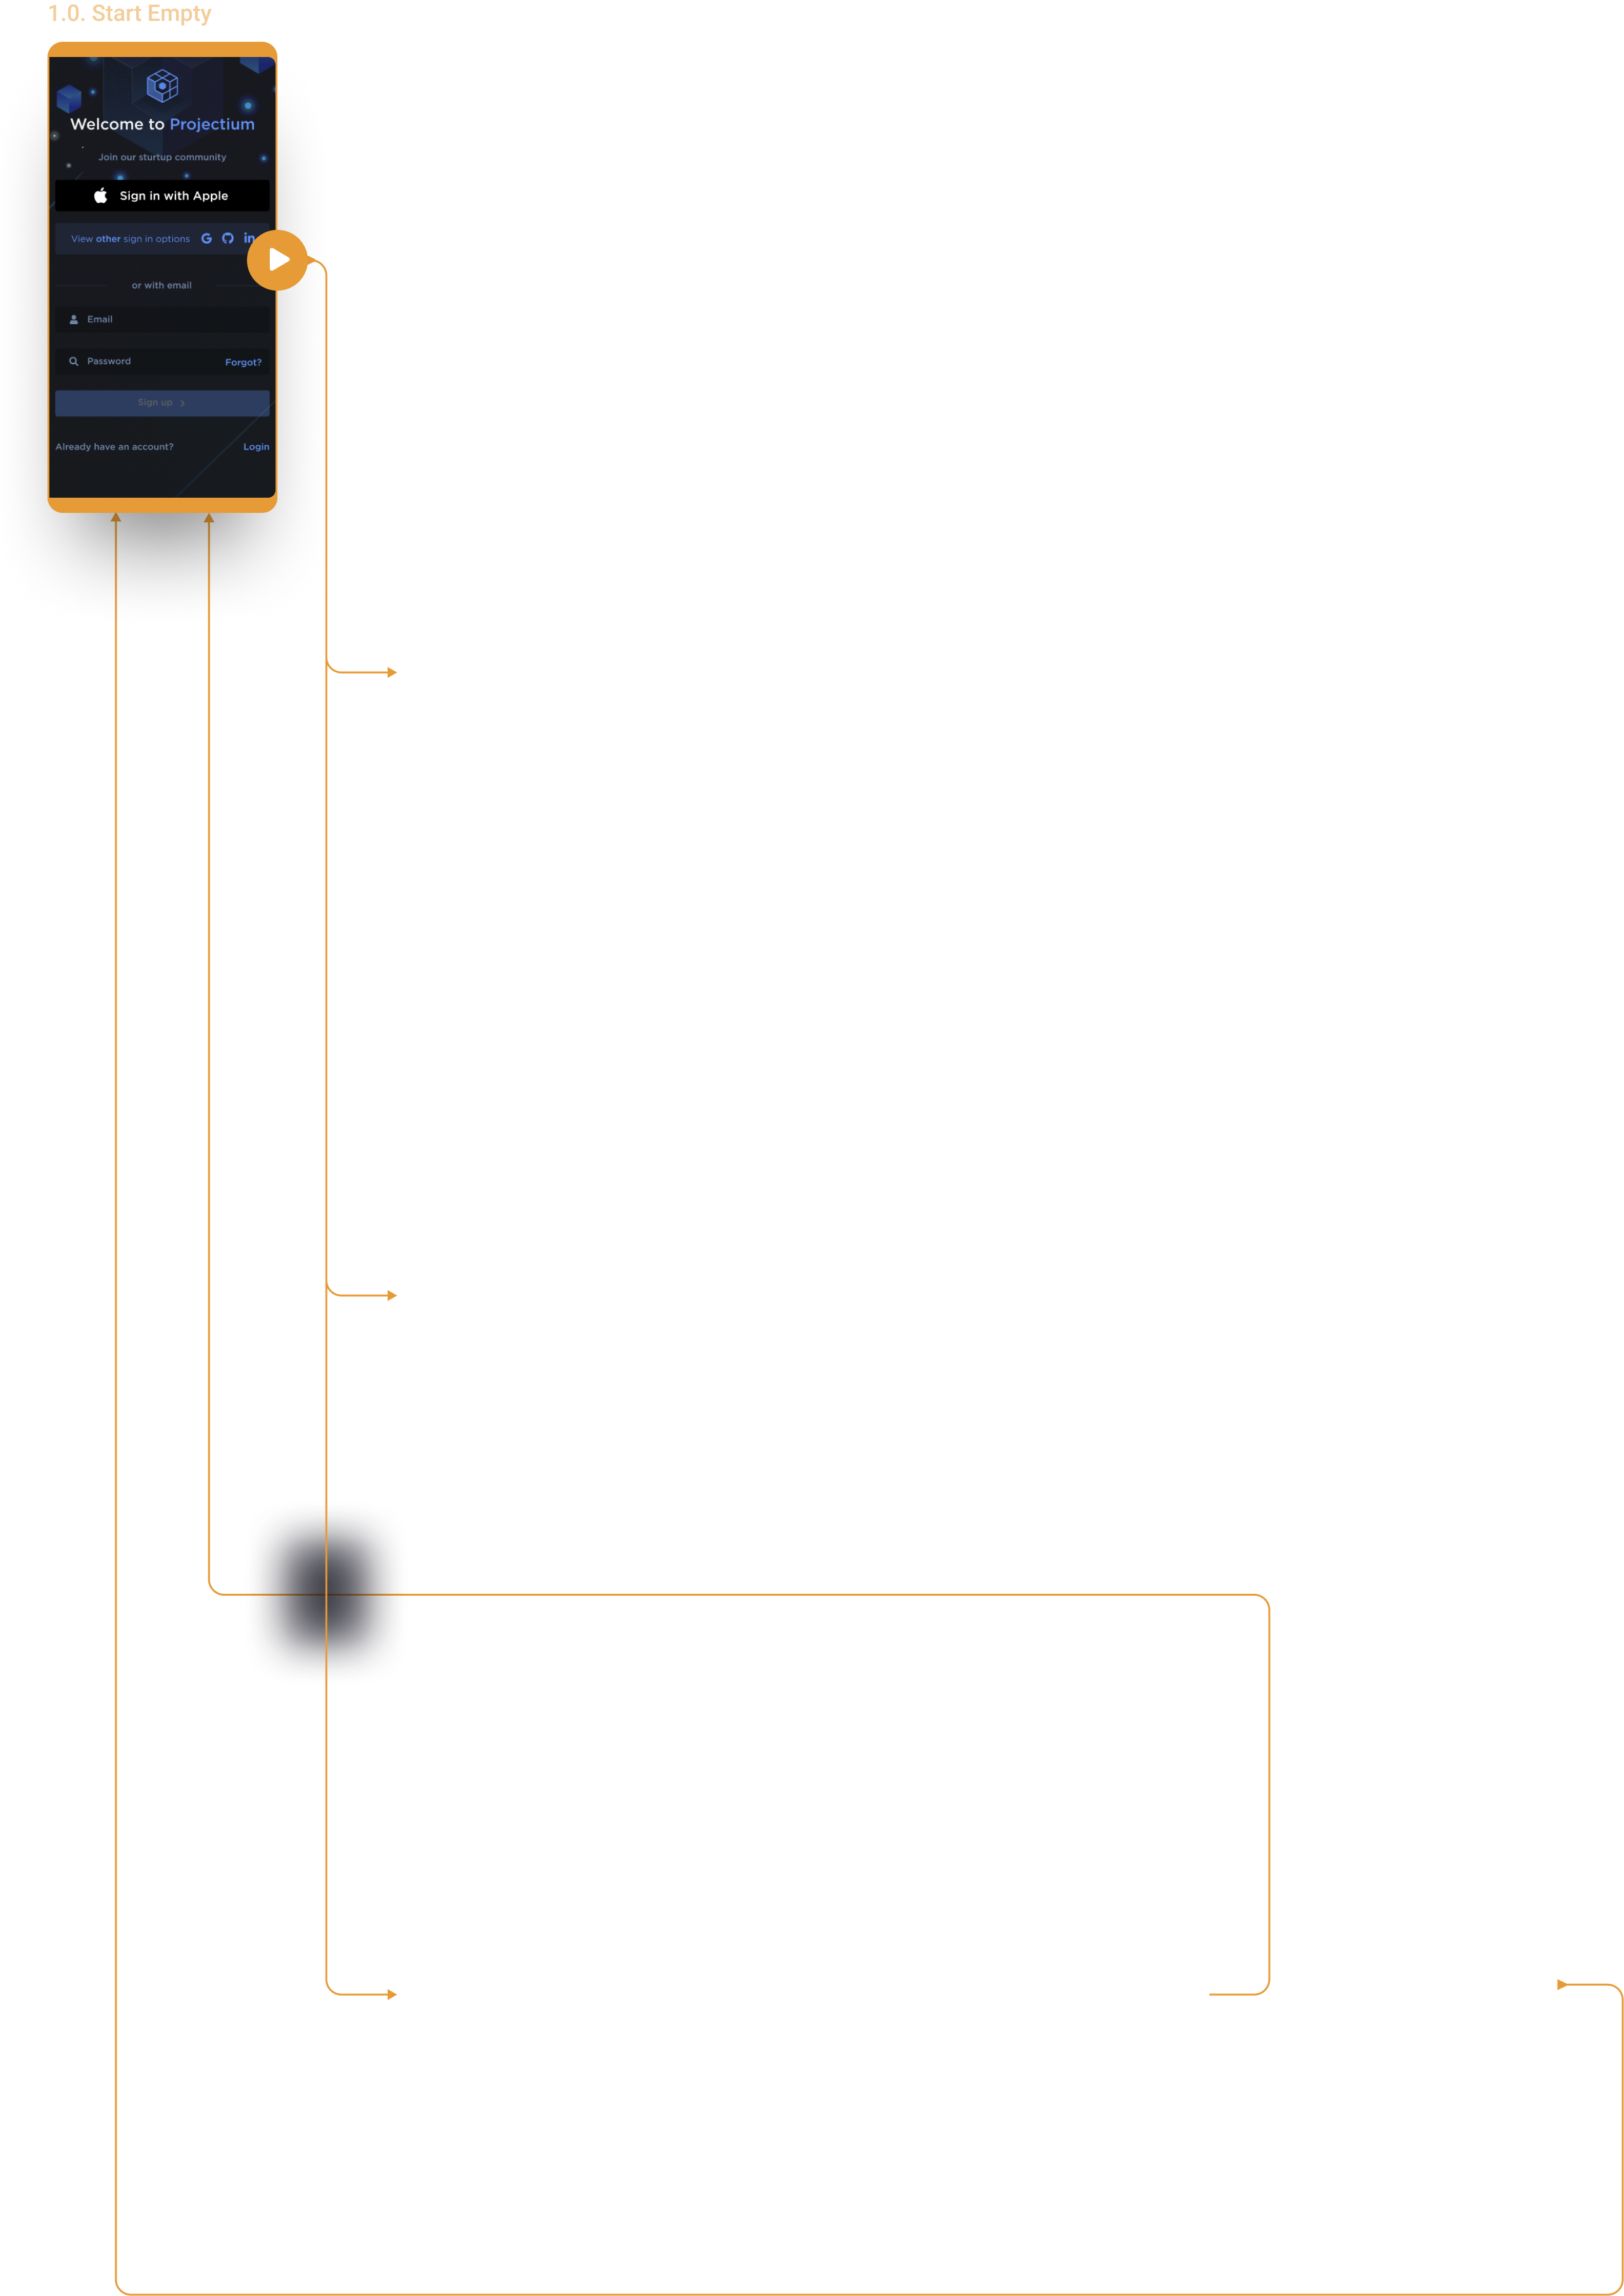 1.0. Start Empty
Welcome to Projectium
Join our sturtup community
Sign in with Apple
View other sign in options
or with email
Email
Password
Forgot?
Sign up
Already have an account?
Login